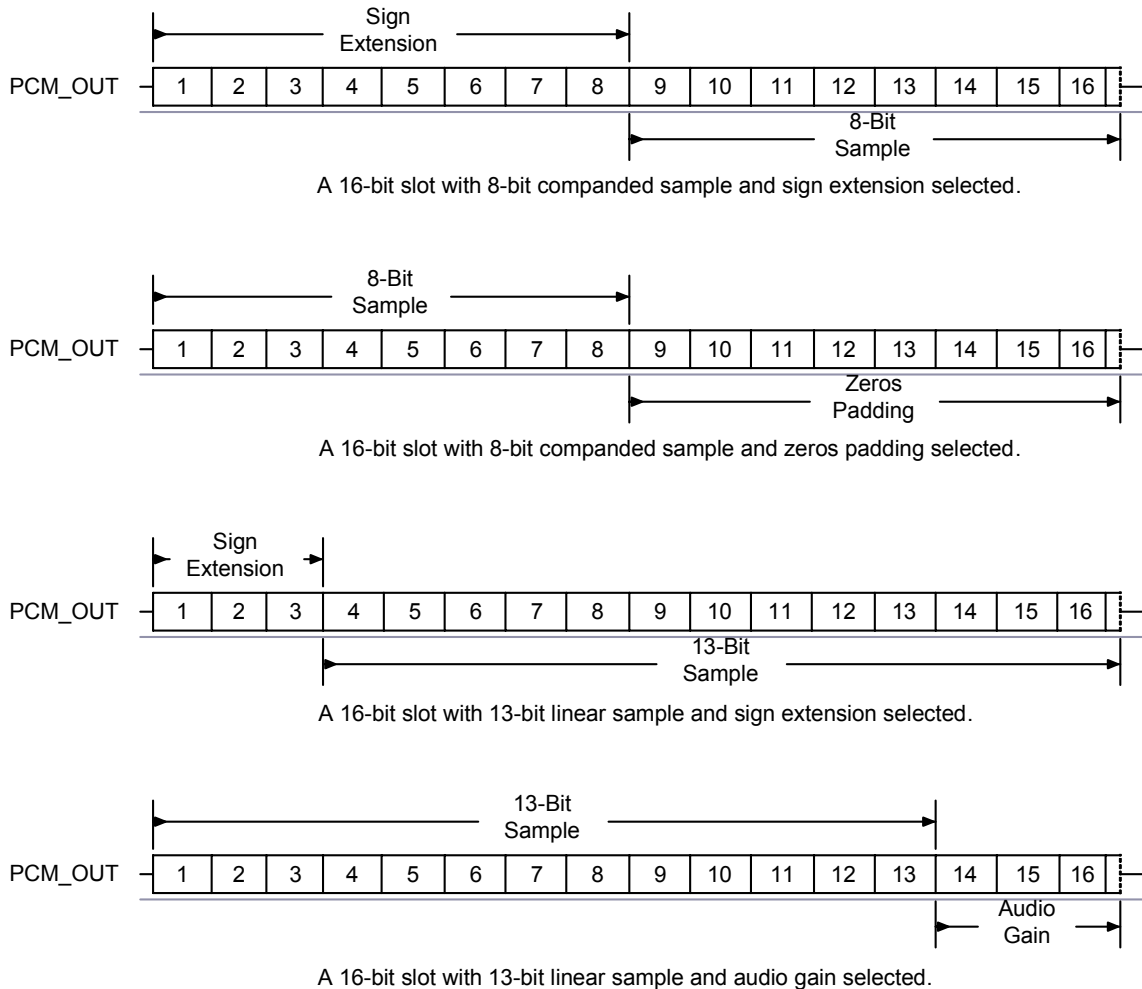 Sign
Extension
PCM_OUT 1 2 3 4 5 6 7 8 9 10 11 12 13 14 15 16
8-Bit
Sample
A 16-bit slot with 8-bit companded sample and sign extension selected.
8-Bit
Sample
PCM_OUT 1 2 3 4 5 6 7 8 9 10 11 12 13 14 15 16
Zeros
Padding
A 16-bit slot with 8-bit companded sample and zeros padding selected.
Sign
Extension
PCM_OUT 1 2 3 4 5 6 7 8 9 10 11 12 13 14 15 16
13-Bit
Sample
A 16-bit slot with 13-bit linear sample and sign extension selected.
13-Bit
Sample
PCM_OUT 1 2 3 4 5 6 7 8 9 10 11 12 13 14 15 16
Audio
Gain
A 16-bit slot with 13-bit linear sample and audio gain selected.